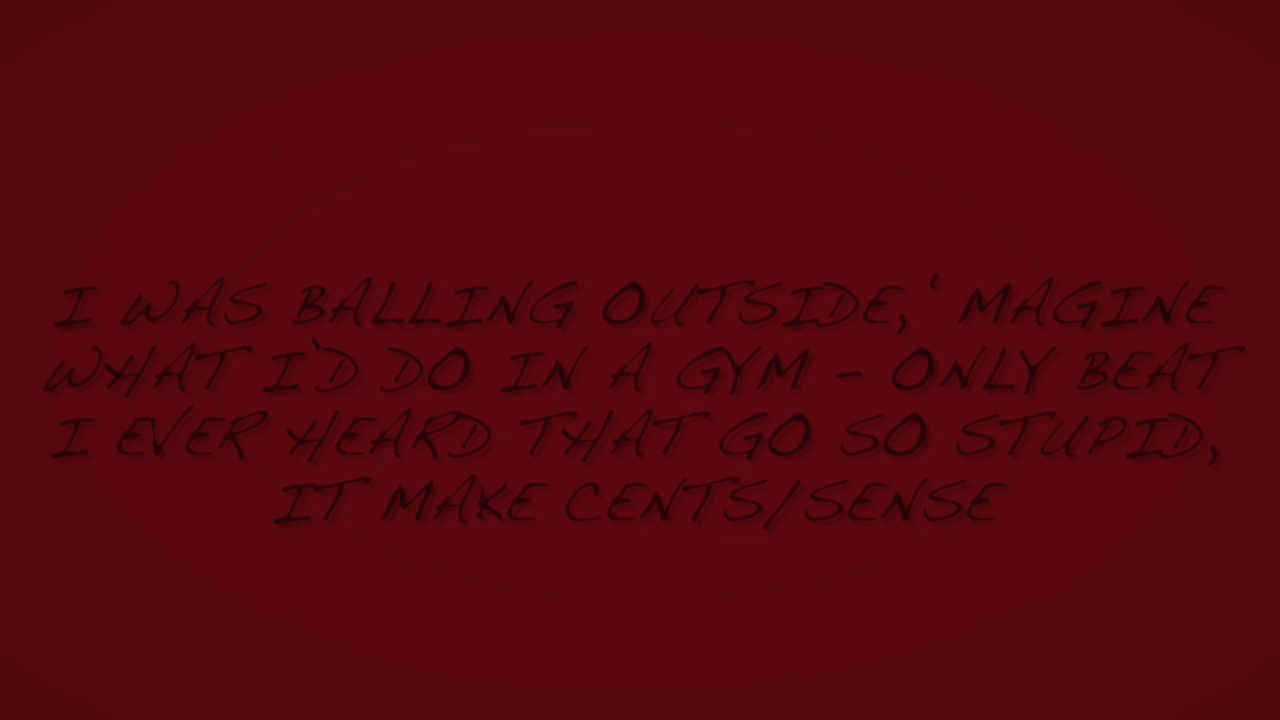 I WAS BALLING OUTSIDE,' MAGINE
WHAT I'D DO IN A GYM - ONLY BEAT
I EVER HEARD THAT GO SO STUPID,
IT MAKE CENTS/SENSE